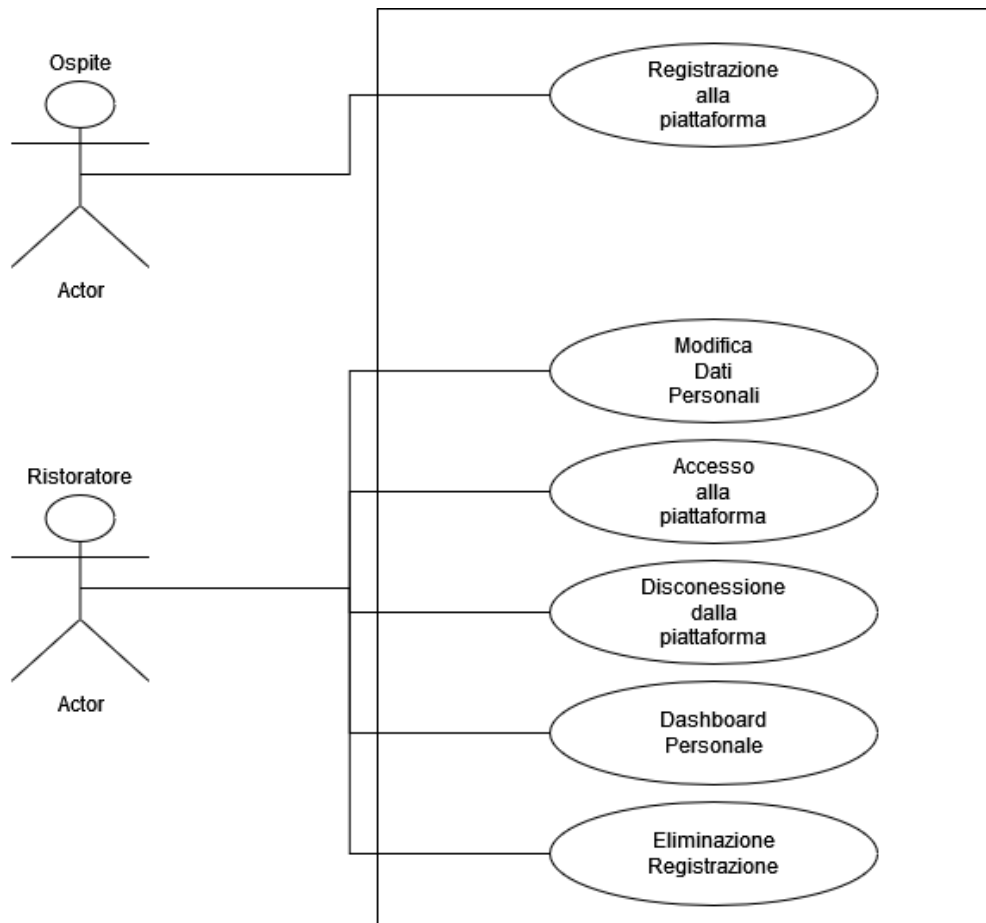 Ospite
Registrazione
alla
piattaforma
Actor
Modifica
Dati
Personali
Ristoratore
Accesso
alla
piattaforma
Disconessione
dalla
piattaforma
Actor
Dashboard
Personale
Eliminazione
Registrazione